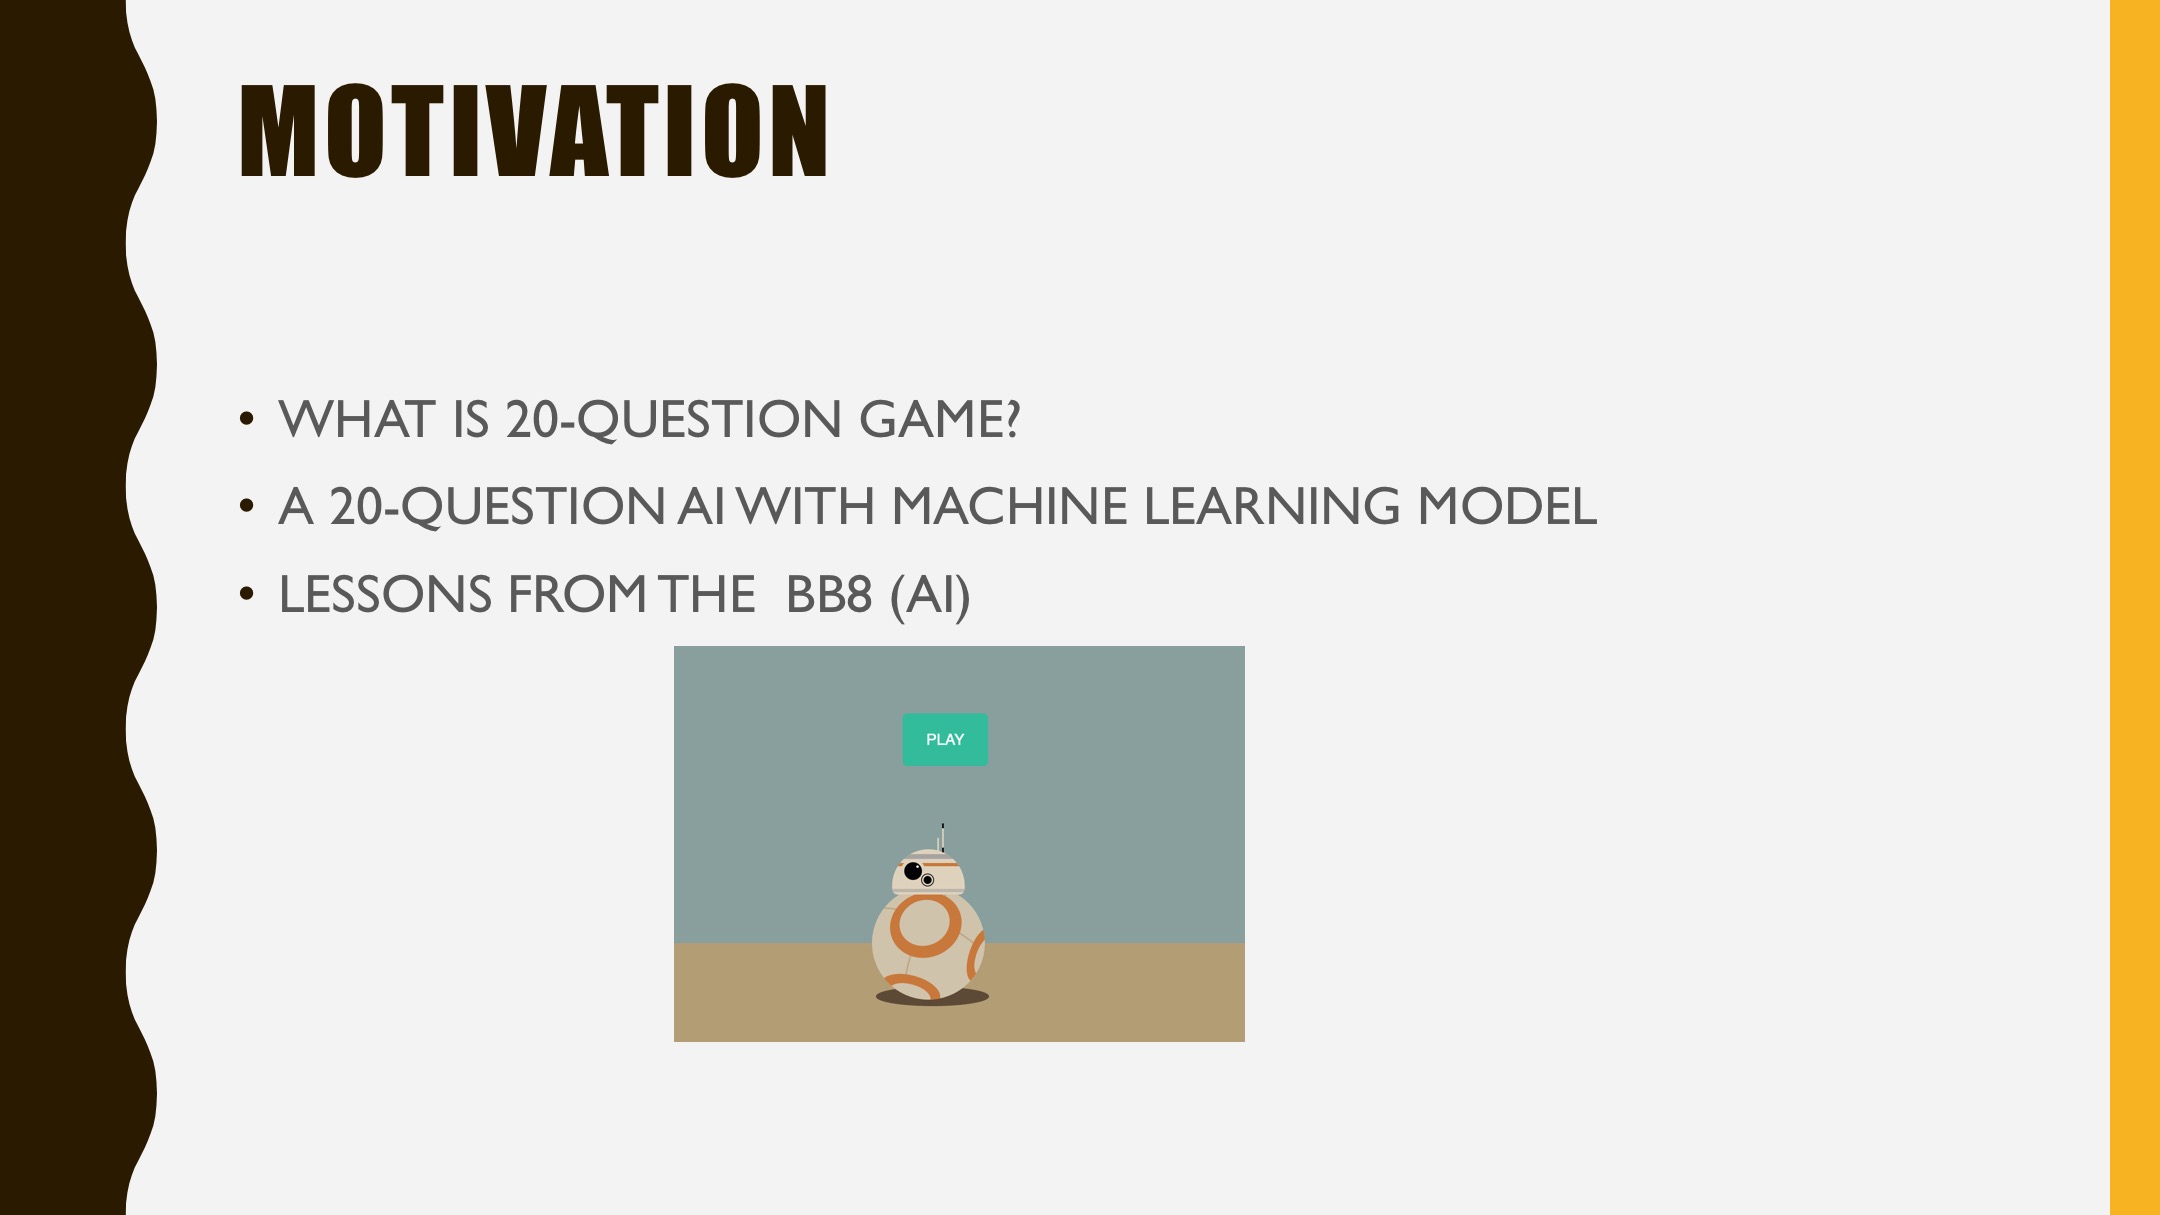 MOTIVATION
• WHAT IS 20-QUESTION GAME?
• A 20-QUESTION AI WITH MACHINE LEARNING MODEL
• LESSONS FROM THE  BB8 (AI)
PLAY